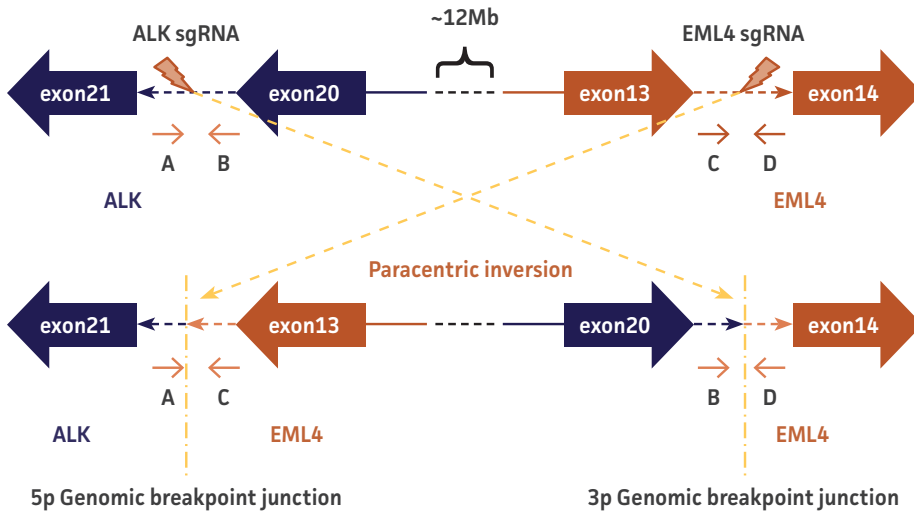 ~12Mb
ALK sgRNA
EML4 sgRNA
exon21
exon20
exon13
exon14
A
B
C
D
ALK
EML4
Paracentric inversion
exon21
exon13
exon20
exon14
A
C
B
D
ALK
EML4
EML4
5p Genomic breakpoint junction
3p Genomic breakpoint junction